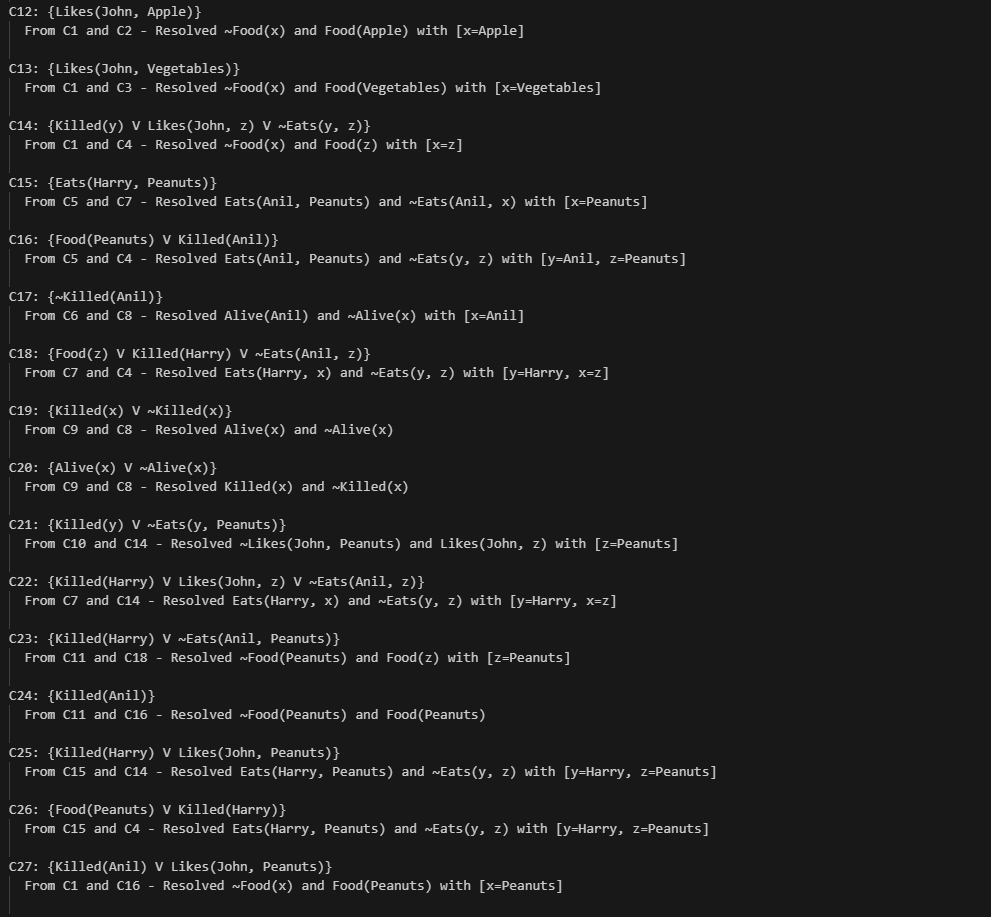 C12: {Likes(John, Apple)}
From C1 and C2 - Resolved ~Food(x) and Food(Apple) with [x=Apple]
C13: {Likes(John, Vegetables)}
From C1 and C3 - Resolved ~Food(x) and Food(Vegetables) with [x=Vegetables]
C14: {Killed(y) V Likes(John, z) V ~Eats(y, z)}
From C1 and C4 - Resolved ~Food(x) and Food(z) with [x=z]
C15: {Eats(Harry, Peanuts)}
From C5 and C7 - Resolved Eats(Anil, Peanuts) and ~Eats(Anil, x) with [x=Peanuts]
C16: {Food(Peanuts) V Killed(Anil)}
From C5 and C4 - Resolved Eats(Anil, Peanuts) and ~Eats(y, z) with [y=Anil, z=Peanuts]
C17: {~Killed(Anil)}
From C6 and C8 - Resolved Alive(Anil) and ~Alive(x) with [x=Anil]
C18: {Food(z) V Killed(Harry) V ~Eats(Anil, z)}
From C7 and C4 - Resolved Eats(Harry, x) and ~Eats(y, z) with [y=Harry, x=z]
C19: {Killed(x) V ~Killed(x)}
From C9 and C8 - Resolved Alive(x) and ~Alive(x)
C20: {Alive(x) V ~Alive(x)}
From C9 and C8 - Resolved Killed(x) and ~Killed(x)
C21: {Killed(y) V ~Eats(y, Peanuts)}
From C10 and C14 - Resolved ~Likes(John, Peanuts) and Likes(John, z) with [z=Peanuts]
C22: {Killed(Harry) V Likes(John, z) V ~Eats(Anil, z)}
From C7 and C14 - Resolved Eats(Harry, x) and ~Eats(y, z) with [y=Harry, x=z]
C23: {Killed(Harry) V ~Eats(Anil, Peanuts)}
From C11 and C18 - Resolved ~Food(Peanuts) and Food(z) with [z=Peanuts]
C24: {Killed(Anil)}
From C11 and C16 - Resolved ~Food(Peanuts) and Food(Peanuts)
C25: {Killed(Harry) V Likes(John, Peanuts)}
From C15 and C14 - Resolved Eats(Harry, Peanuts) and ~Eats(y, z) with [y=Harry, z=Peanuts]
C26: {Food(Peanuts) V Killed(Harry)}
From C15 and C4 - Resolved Eats(Harry, Peanuts) and ~Eats(y, z) with [y=Harry, z=Peanuts]
C27: {Killed(Anil) V Likes(John, Peanuts)}
From C1 and C16 - Resolved ~Food(x) and Food(Peanuts) with [x=Peanuts]